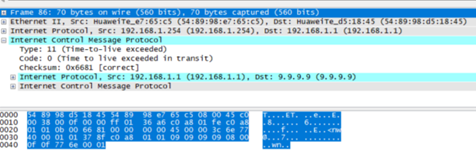 Frame 86: 70 bytes on wire (560 bits), 70 bytes captured (560 bits)
Ethernet II, Src: HuaweiTe_e7:65:c5 (54:89:98:e7:65:c5), Dst: HuaweiTe_d5:18:45 (54:89:98:d5:18:45)
Internet Protocol, Src: 192.168.1.254 (192.168.1.254), Dst: 192.168.1.1 (192.168.1.1)
Internet Control Message Protocol
Type: 11 (Time-to-live exceeded)
Code: 0 (Time to live exceeded in transit)
Checksum: 0x6681 [correct]
Internet Protocol, Src: 192.168.1.1 (192.168.1.1), Dst: 9.9.9.9 (9.9.9.9)
Internet Control Message Protocol
0000 54 89 98 d5 18 45 54 89 98 e7 65 c5 08 00 45 c0 T....ET. ..e...E.
0010 00 38 00 0f 00 00 ff 01 36 a6 c0 a8 01 fe c0 a8 .8...... 6.......
0020 01 01 0b 00 66 81 00 00 00 00 45 00 00 3c 6e 77 ....f... ..E..<nw
0030 40 00 01 01 37 8f c0 a8 01 01 09 09 09 09 08 00 @...7... ........
0040 0f 0f 77 6e 00 01 ..wn..